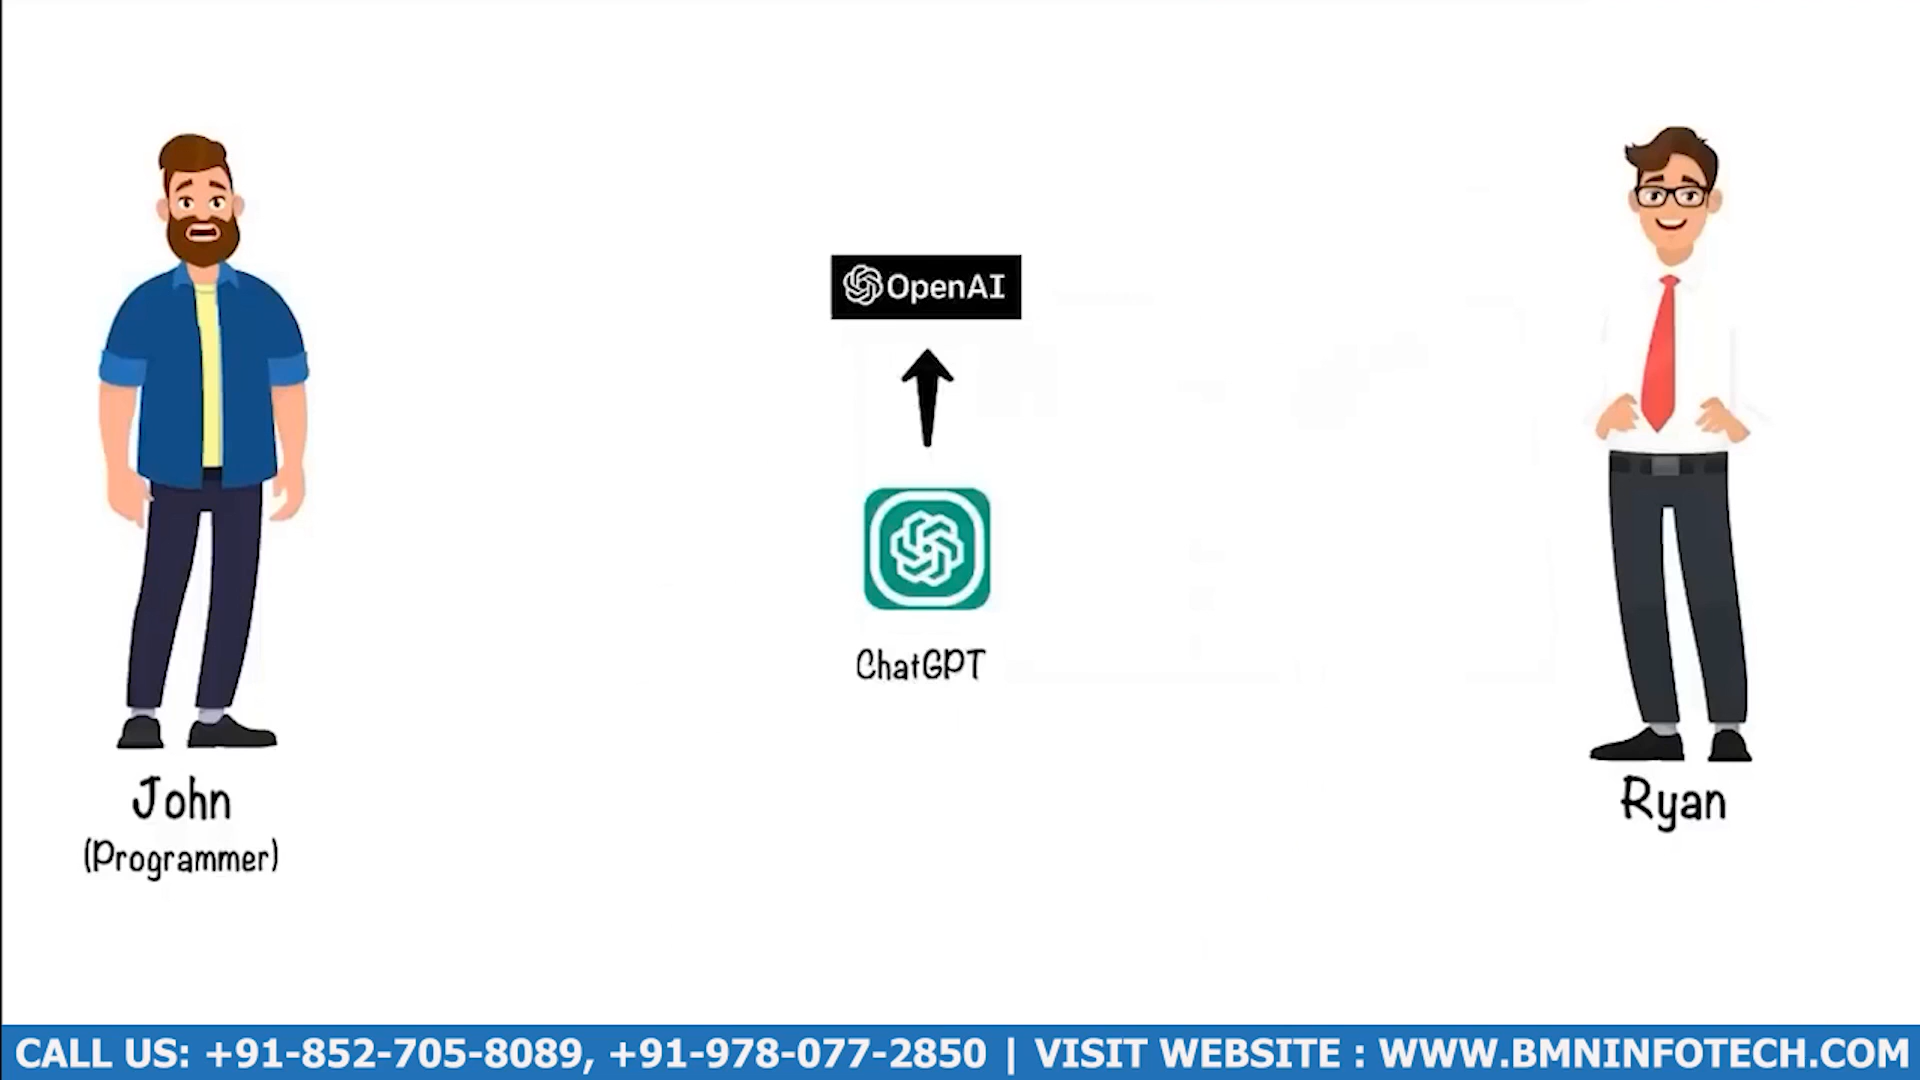 OpenAI
ChatGPT
John
(Programmer)
Ryan
CALL US: +91-852-705-8089, +91-978-077-2850 | VISIT WEBSITE : WWW.BMNINFOTECH.COM